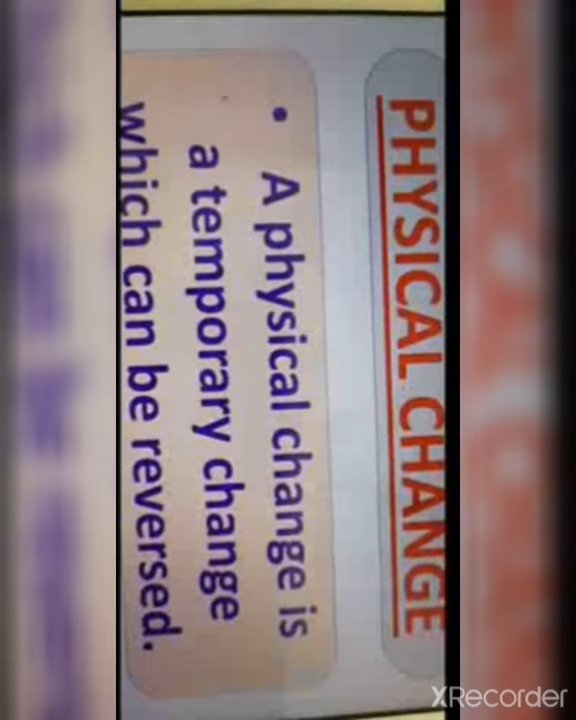 PHYSICAL CHANGE
• A physical change is
a temporary change
which can be reversed.
XRecorder